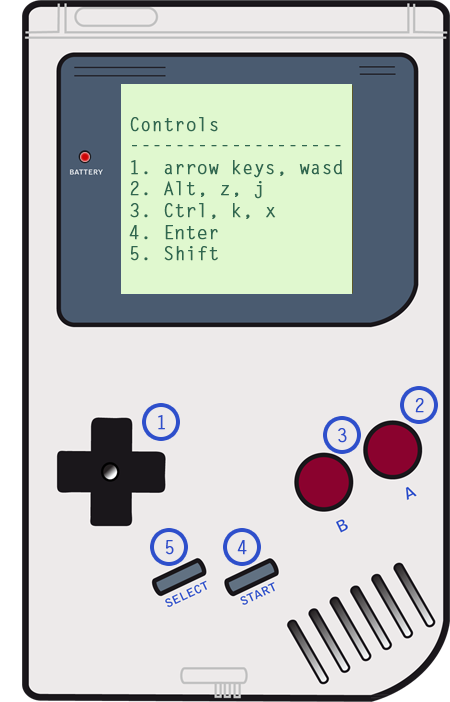 Controls
-------------------
1. arrow keys, wasd
2. Alt, z, j
3. Ctrl, k, x
4. Enter
5. Shift
BATTERY
1
2
3
A
B
5
4
SELECT
START